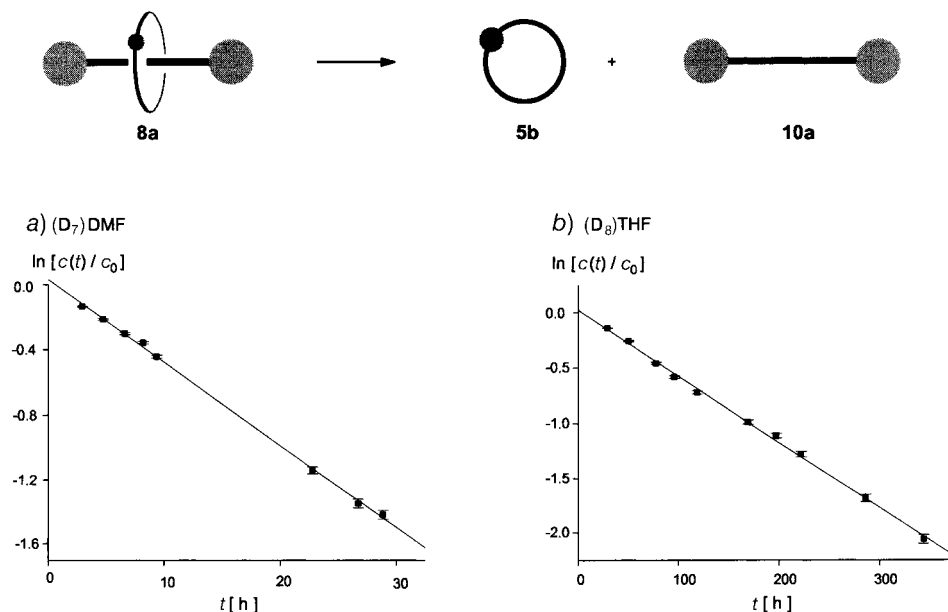 +
8a
5b
10a
a) (D₇)DMF
ln [c(t) / c₀]
0.0
-0.4
-0.8
-1.2
-1.6
0
10
20
30
t [ h ]
b) (D₈)THF
ln [c(t) / c₀]
0.0
-0.5
-1.0
-1.5
-2.0
0
100
200
300
t [ h ]